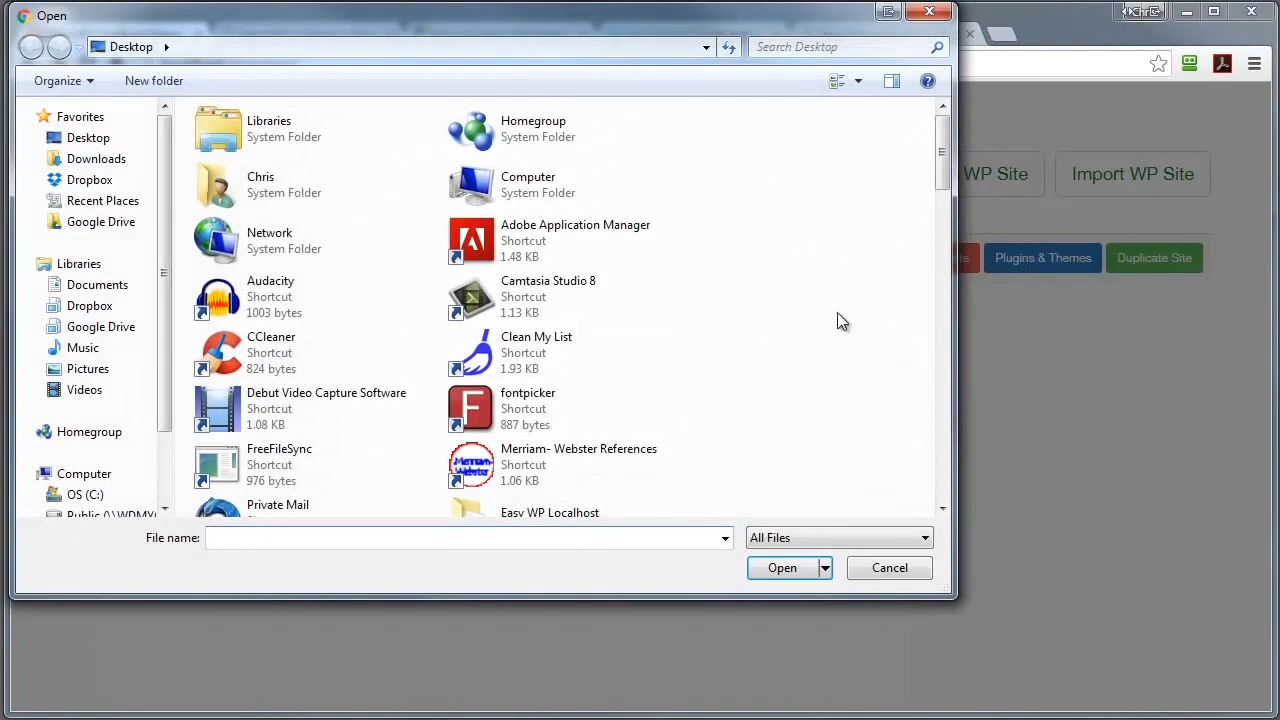 Open
Desktop
Search Desktop
Organize
New folder
Favorites
Desktop
Downloads
Dropbox
Recent Places
Google Drive
Libraries
Documents
Dropbox
Google Drive
Music
Pictures
Videos
Homegroup
Computer
OS (C:)
Libraries
System Folder
Homegroup
System Folder
Chris
System Folder
Computer
System Folder
Network
System Folder
Adobe Application Manager
Shortcut
1.48 KB
Audacity
Shortcut
1003 bytes
Camtasia Studio 8
Shortcut
1.13 KB
CCleaner
Shortcut
824 bytes
Clean My List
Shortcut
1.93 KB
Debut Video Capture Software
Shortcut
1.08 KB
fontpicker
Shortcut
887 bytes
FreeFileSync
Shortcut
976 bytes
Merriam- Webster References
Shortcut
1.06 KB
Private Mail
Easy WP Localhost
File name:
All Files
Open
Cancel
WP Site
Import WP Site
Plugins & Themes
Duplicate Site